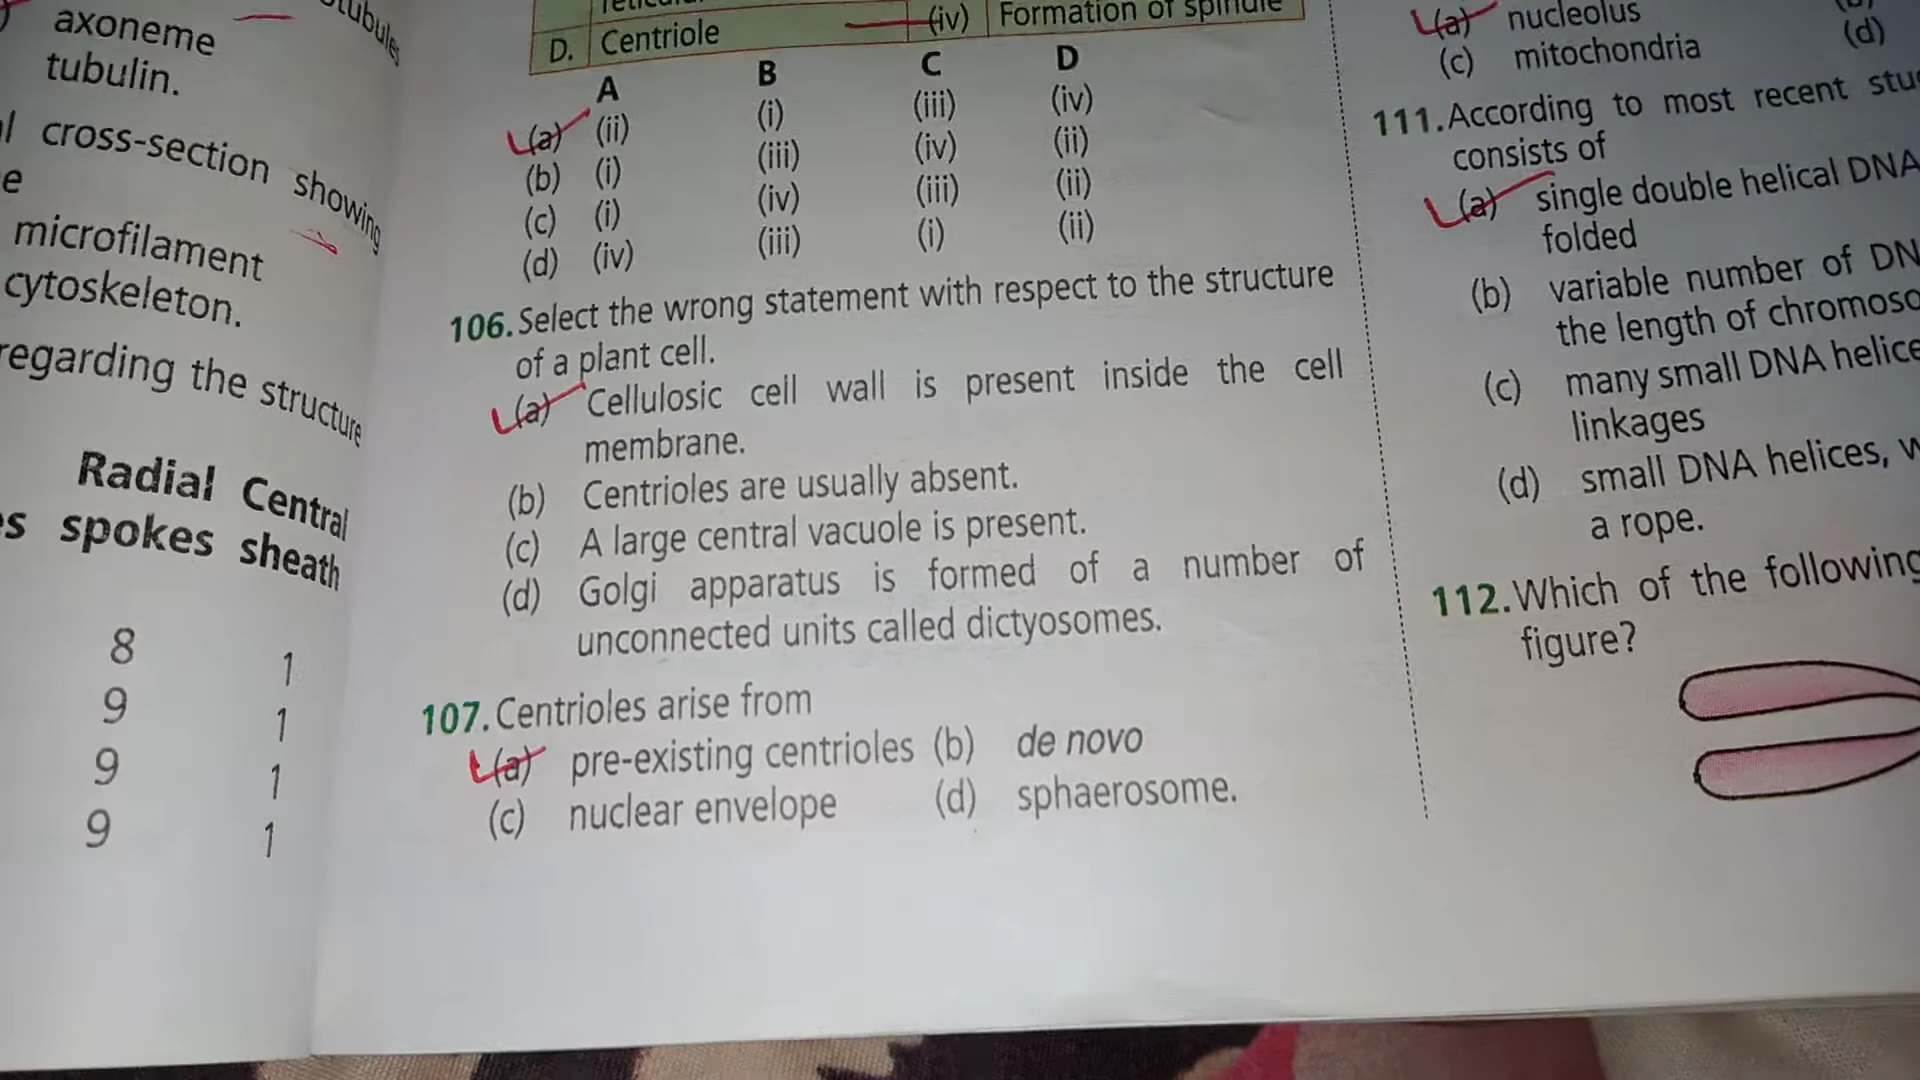 axoneme
tubulin.
cross-section showing
microfilament
cytoskeleton.
regarding the structure
Radial Central
spokes sheath
8 1
9 1
9 1
9 1
D. Centriole (iv) Formation of spindle
A B C D
(a) (ii) (i) (iii) (iv)
(b) (i) (iii) (iv) (ii)
(c) (i) (iv) (iii) (ii)
(d) (iv) (iii) (i) (ii)
106. Select the wrong statement with respect to the structure
of a plant cell.
(a) Cellulosic cell wall is present inside the cell
membrane.
(b) Centrioles are usually absent.
(c) A large central vacuole is present.
(d) Golgi apparatus is formed of a number of
unconnected units called dictyosomes.
107. Centrioles arise from
(a) pre-existing centrioles (b) de novo
(c) nuclear envelope (d) sphaerosome.
(a) nucleolus
(c) mitochondria (d)
111. According to most recent
consists of
(a) single double helical DNA
folded
(b) variable number of
the length of
(c) many small DNA
linkages
(d) small DNA helices,
a rope.
112. Which of the following
figure?